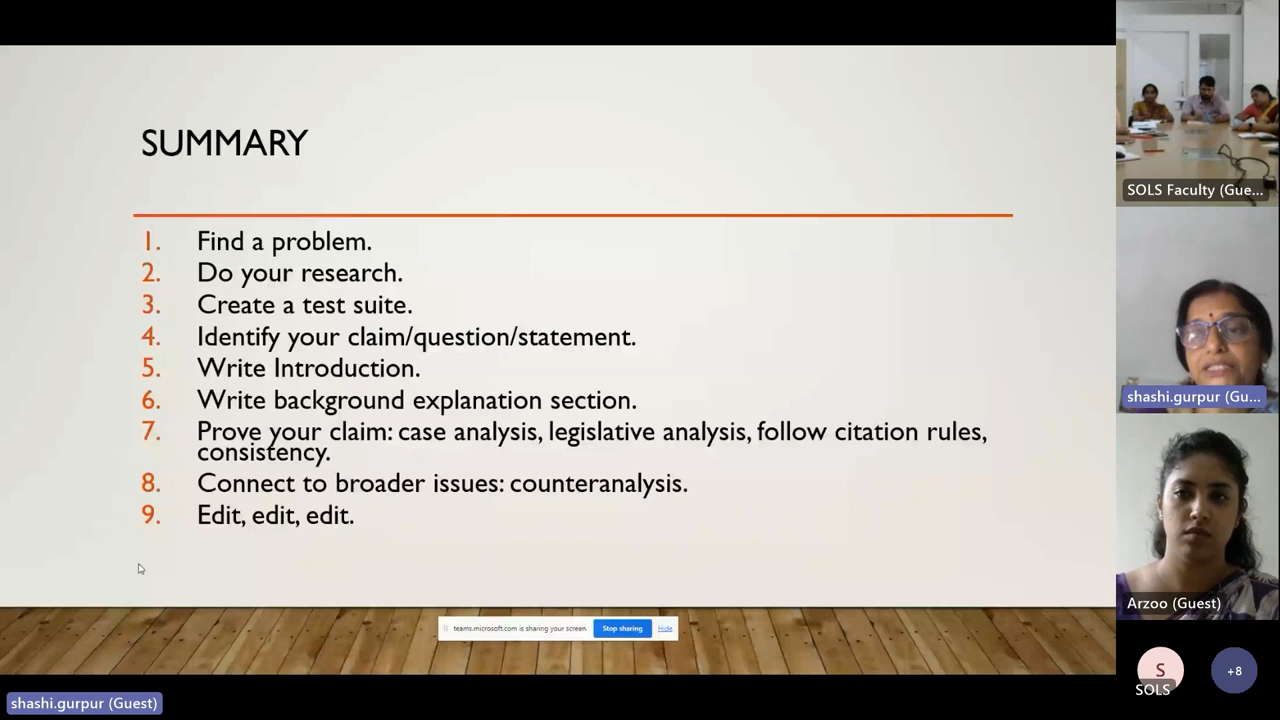 SUMMARY
1. Find a problem.
2. Do your research.
3. Create a test suite.
4. Identify your claim/question/statement.
5. Write Introduction.
6. Write background explanation section.
7. Prove your claim: case analysis, legislative analysis, follow citation rules,
consistency.
8. Connect to broader issues: counteranalysis.
9. Edit, edit, edit.
teams.microsoft.com is sharing your screen. Stop sharing Hide
shashi.gurpur (Guest)
SOLS Faculty (Gue...
shashi.gurpur (Gu...
Arzoo (Guest)
S
SOLS
+8